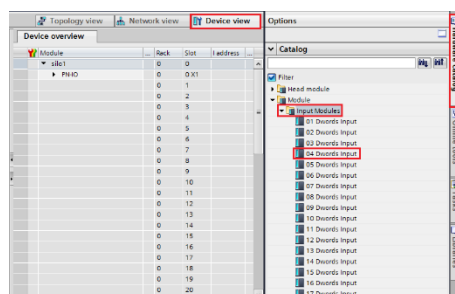 Topology view Network view Device view Options
Device overview
Module ... Rack Slot I address ...
Catalog
silo1 0 0
PN-IO 0 0 X1
Filter
0 1
Head module
0 2
Module
0 3
Input Modules
0 4
01 Dwords Input
0 5
02 Dwords Input
0 6
03 Dwords Input
0 7
04 Dwords Input
0 8
05 Dwords Input
0 9
06 Dwords Input
0 10
07 Dwords Input
0 11
08 Dwords Input
0 12
09 Dwords Input
0 13
10 Dwords Input
0 14
11 Dwords Input
0 15
12 Dwords Input
0 16
13 Dwords Input
0 17
14 Dwords Input
0 18
15 Dwords Input
0 19
16 Dwords Input
0 20
17 Dwords Input